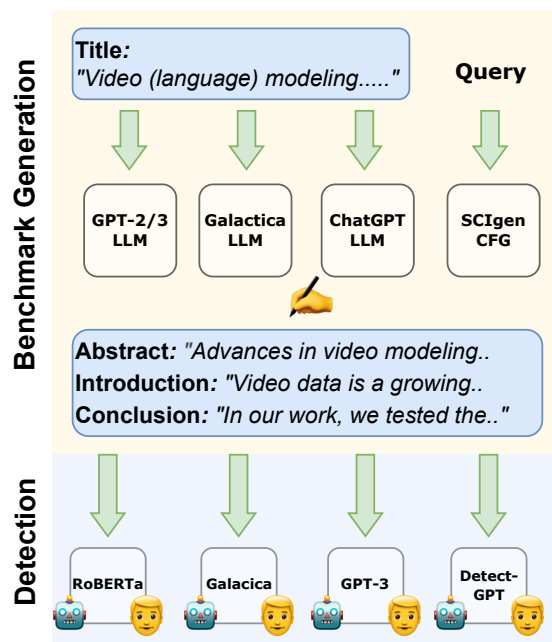 Benchmark Generation
Title:
"Video (language) modeling....."
Query
GPT-2/3
LLM
Galactica
LLM
ChatGPT
LLM
SCIgen
CFG
Abstract: "Advances in video modeling..
Introduction: "Video data is a growing..
Conclusion: "In our work, we tested the.."
Detection
RoBERTa
Galacica
GPT-3
Detect-
GPT